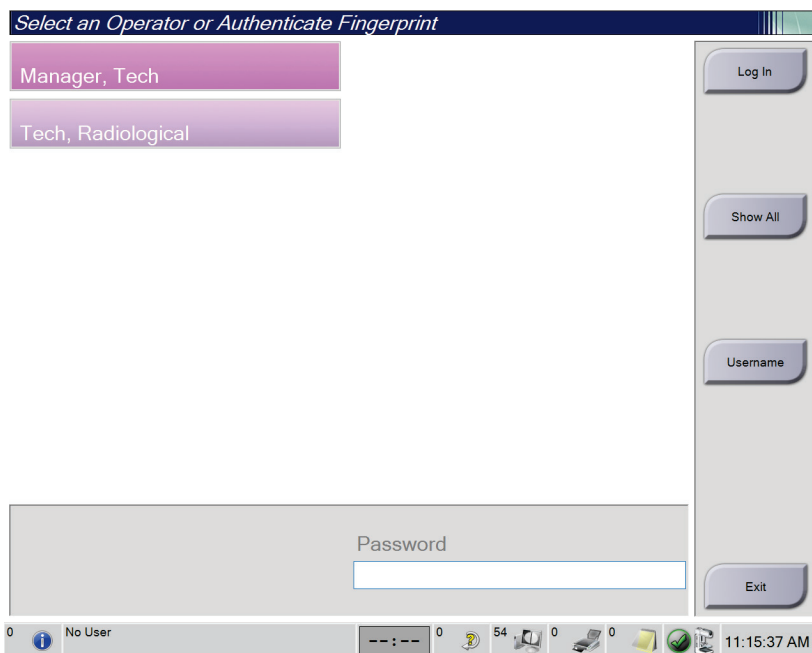 Select an Operator or Authenticate Fingerprint
Manager, Tech
Tech, Radiological
Log In
Show All
Username
Password
Exit
0 No User --:-- 0 54 0 0 11:15:37 AM